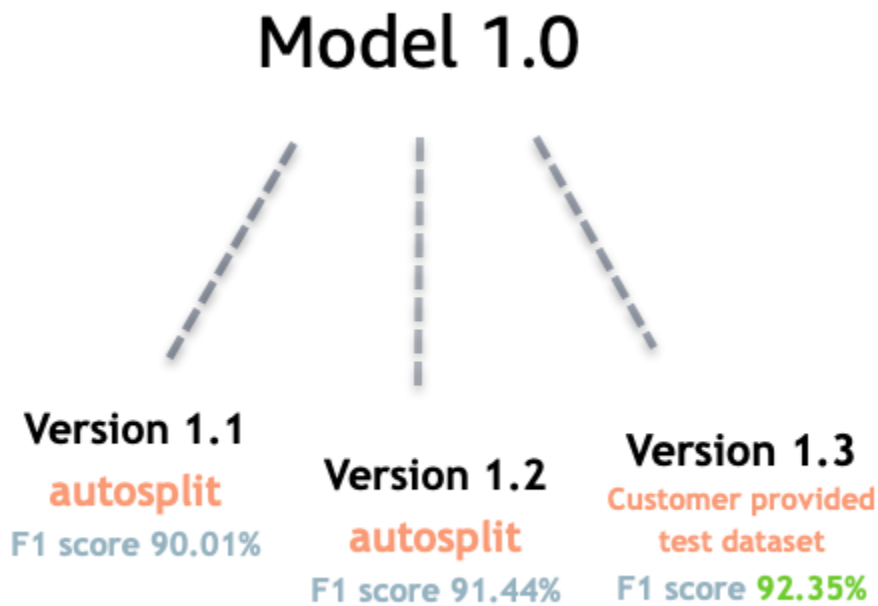 Model 1.0
Version 1.1
autosplit
F1 score 90.01%
Version 1.2
autosplit
F1 score 91.44%
Version 1.3
Customer provided
test dataset
F1 score 92.35%